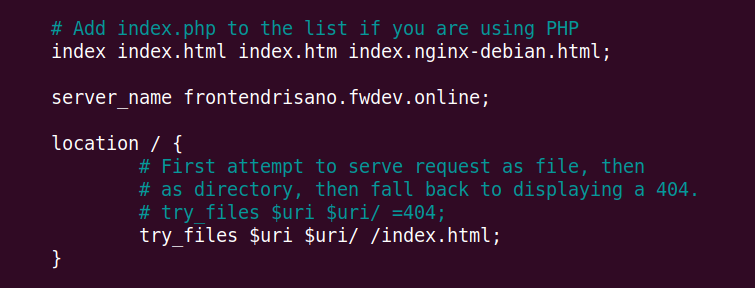 # Add index.php to the list if you are using PHP
index index.html index.htm index.nginx-debian.html;
server_name frontendrisano.fwdev.online;
location / {
# First attempt to serve request as file, then
# as directory, then fall back to displaying a 404.
# try_files $uri $uri/ =404;
try_files $uri $uri/ /index.html;
}